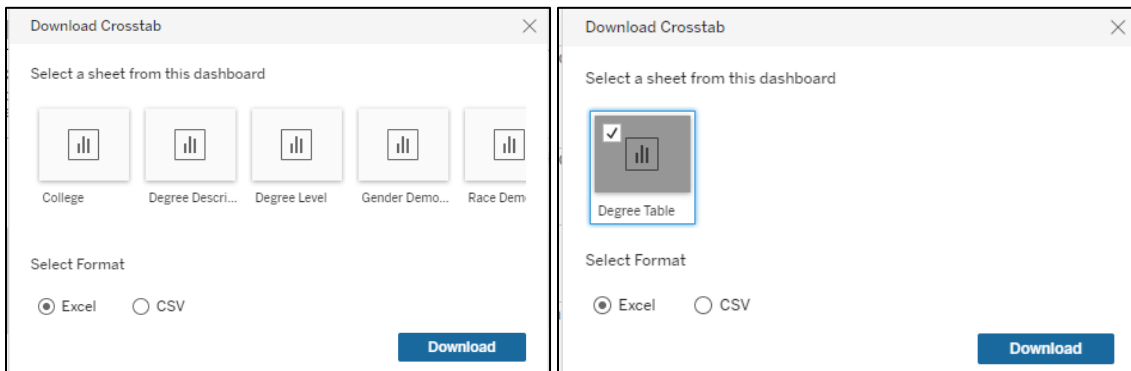 Download Crosstab
Select a sheet from this dashboard
College
Degree Descri...
Degree Level
Gender Demo...
Race Dem
Select Format
Excel
CSV
Download
Download Crosstab
Select a sheet from this dashboard
Degree Table
Select Format
Excel
CSV
Download